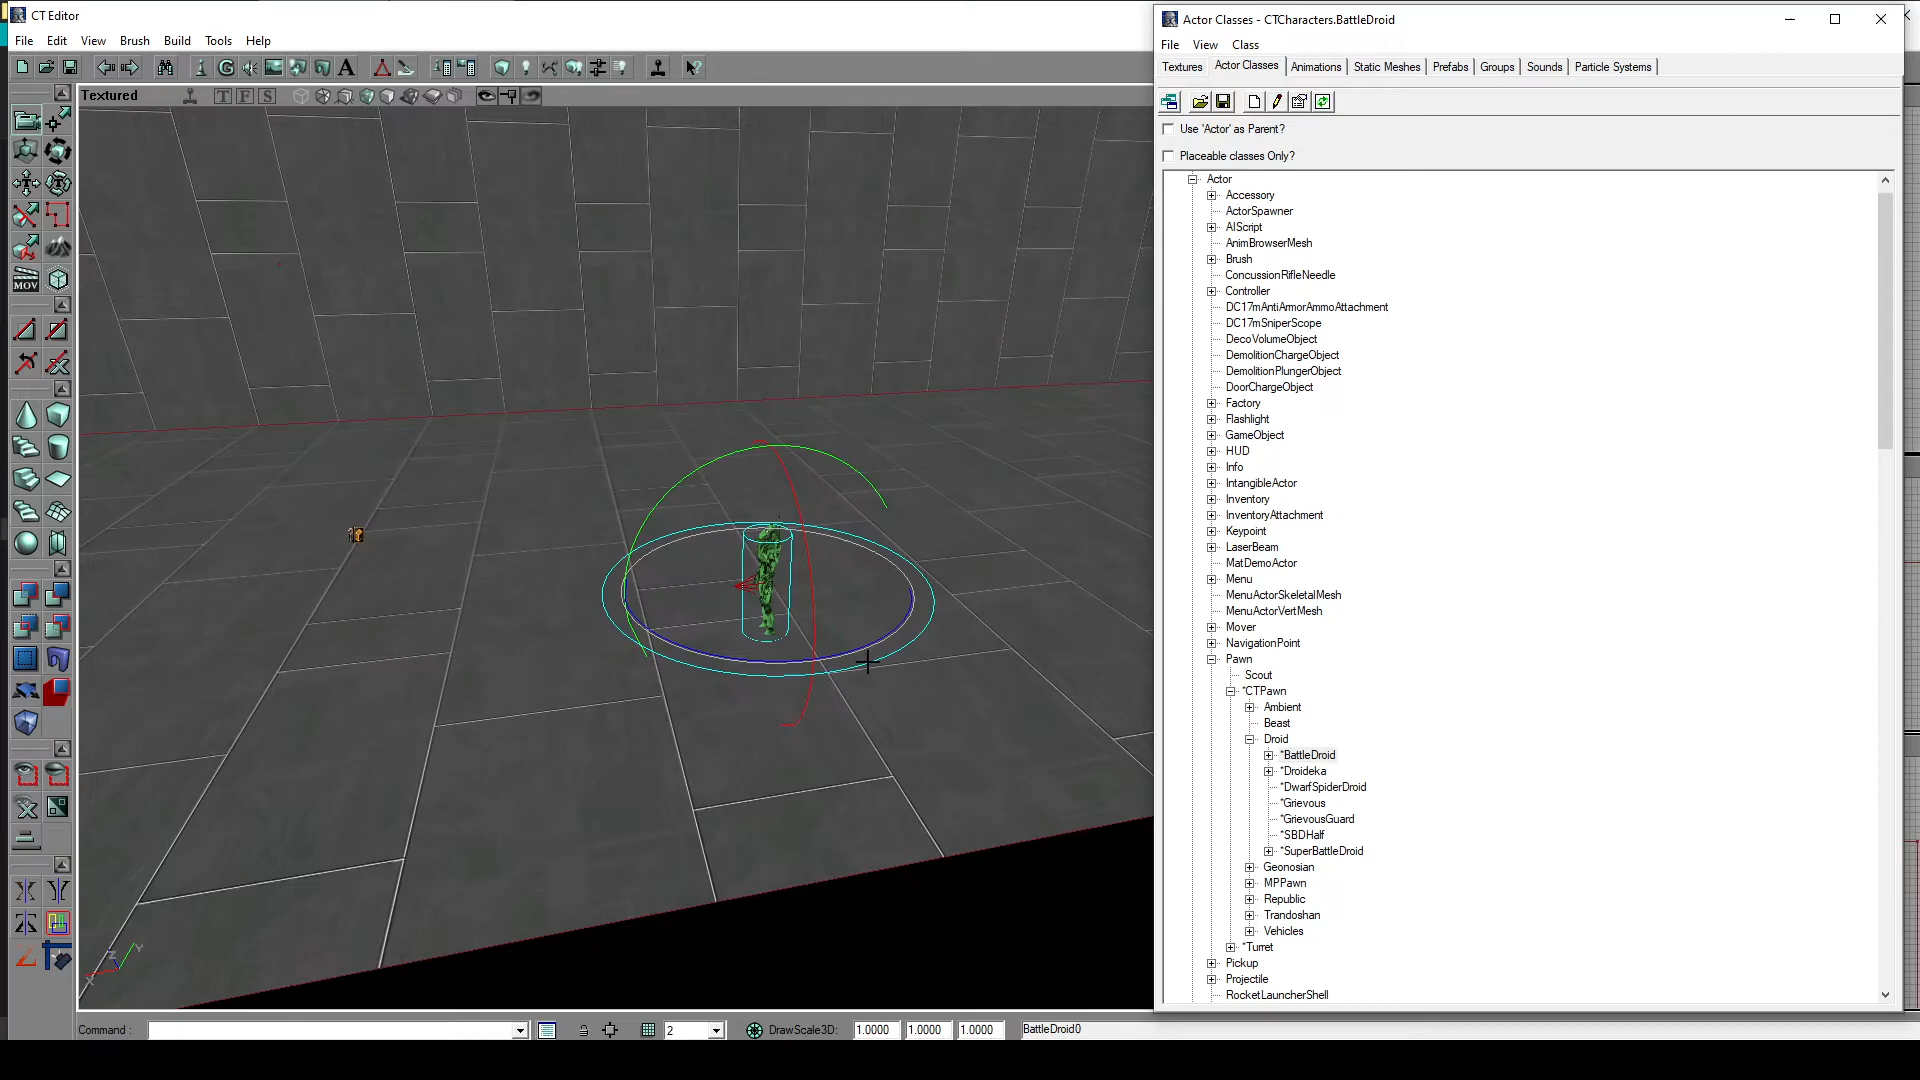 CT Editor
File Edit View Brush Build Tools Help
Textured
T F S
MOV
Z Y
X
Command :
2
DrawScale3D: 1.0000 1.0000 1.0000
BattleDroid0
Actor Classes - CTCharacters.BattleDroid
File View Class
Textures Actor Classes Animations Static Meshes Prefabs Groups Sounds Particle Systems
Use 'Actor' as Parent?
Placeable classes Only?
Actor
Accessory
ActorSpawner
AIScript
AnimBrowserMesh
Brush
ConcussionRifleNeedle
Controller
DC17mAntiArmorAmmoAttachment
DC17mSniperScope
DecoVolumeObject
DemolitionChargeObject
DemolitionPlungerObject
DoorChargeObject
Factory
Flashlight
GameObject
HUD
Info
IntangibleActor
Inventory
InventoryAttachment
Keypoint
LaserBeam
MatDemoActor
Menu
MenuActorSkeletalMesh
MenuActorVertMesh
Mover
NavigationPoint
Pawn
Scout
*CTPawn
Ambient
Beast
Droid
*BattleDroid
*Droideka
*DwarfSpiderDroid
*Grievous
*GrievousGuard
*SBDHalf
*SuperBattleDroid
Geonosian
MPPawn
Republic
Trandoshan
Vehicles
*Turret
Pickup
Projectile
RocketLauncherShell